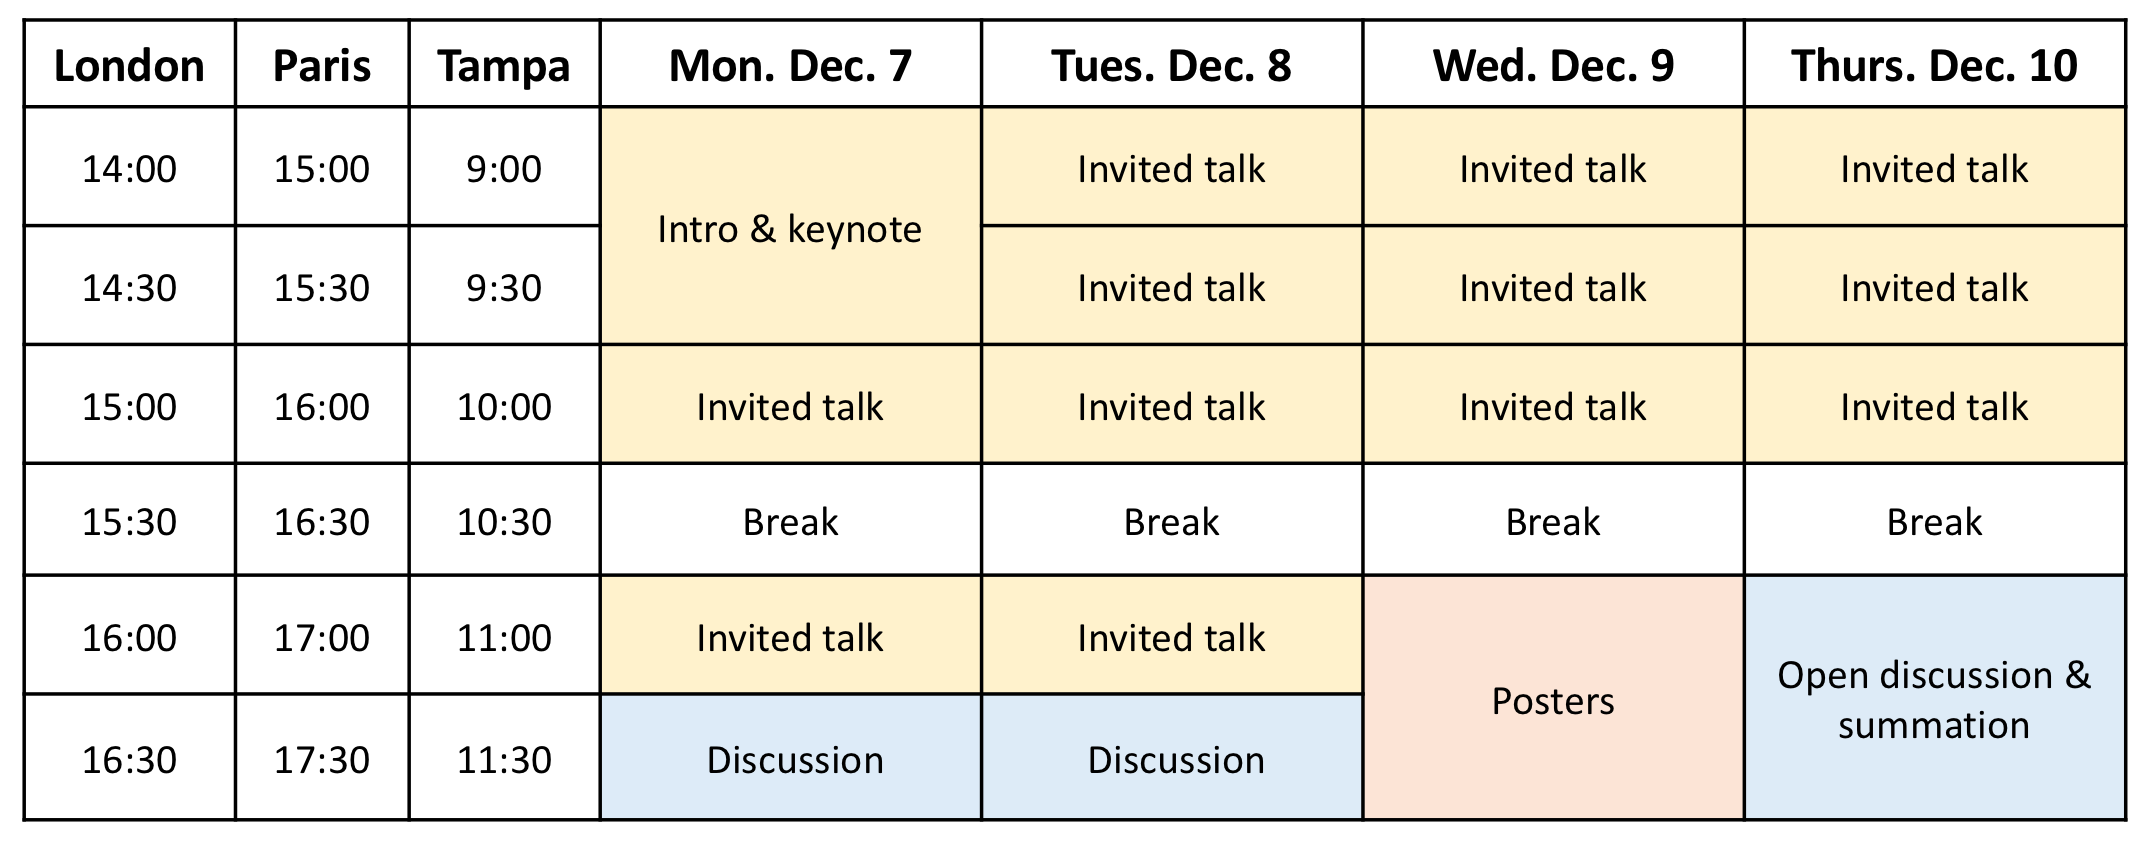 London Paris Tampa Mon. Dec. 7 Tues. Dec. 8 Wed. Dec. 9 Thurs. Dec. 10
14:00 15:00 9:00 Invited talk Invited talk Invited talk
Intro & keynote
14:30 15:30 9:30 Invited talk Invited talk Invited talk
15:00 16:00 10:00 Invited talk Invited talk Invited talk Invited talk
15:30 16:30 10:30 Break Break Break Break
16:00 17:00 11:00 Invited talk Invited talk
Posters
Open discussion &
summation
16:30 17:30 11:30 Discussion Discussion